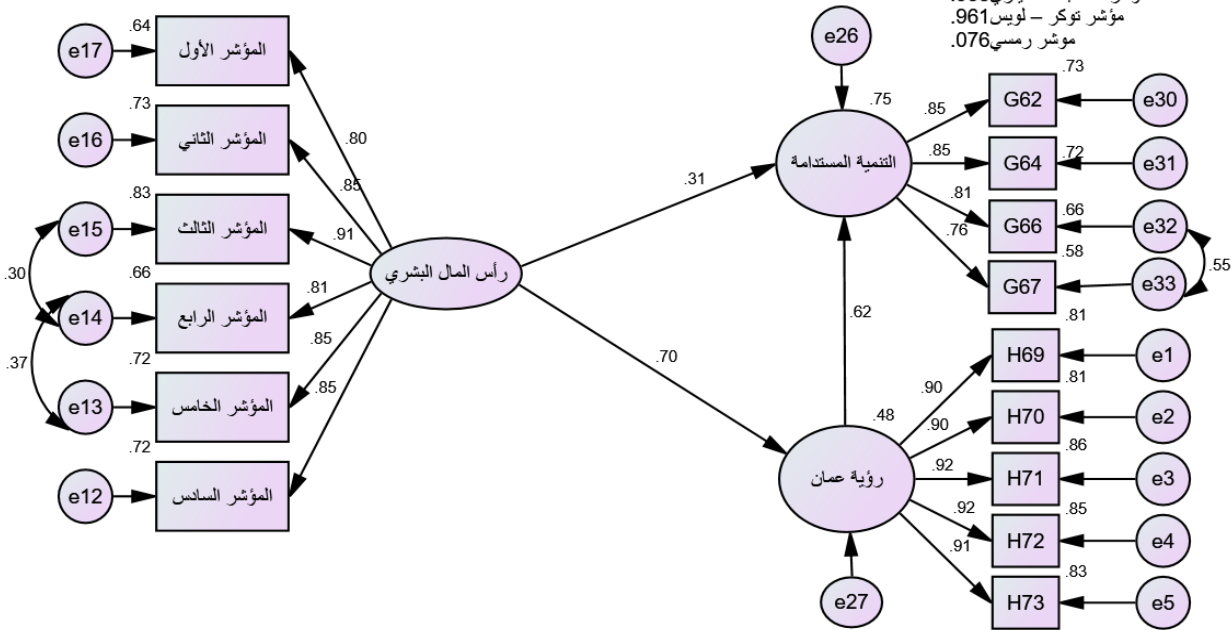 مؤشر توكر – لويس961.
موشر رمسي076.
e17
.64
المؤشر الأول
e16
.73
المؤشر الثاني
e15
.83
المؤشر الثالث
e14
.66
المؤشر الرابع
e13
.72
المؤشر الخامس
e12
.72
المؤشر السادس
.30
.37
.80
.85
.91
.81
.85
.85
رأس المال البشري
.31
.70
e26
.75
التنمية المستدامة
.62
.48
رؤية عمان
e27
.85
.85
.81
.76
.73
G62
e30
.72
G64
e31
.66
G66
e32
.58
G67
e33
.55
.90
.90
.92
.92
.91
.81
H69
e1
.81
H70
e2
.86
H71
e3
.85
H72
e4
.83
H73
e5